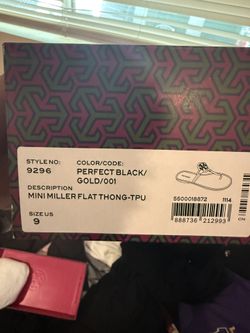 STYLE NO:
9296
COLOR/CODE:
PERFECT BLACK/
GOLD/001
DESCRIPTION
MINI MILLER FLAT THONG-TPU
SIZE US
9
S600018872 1114
888736 212993
CN